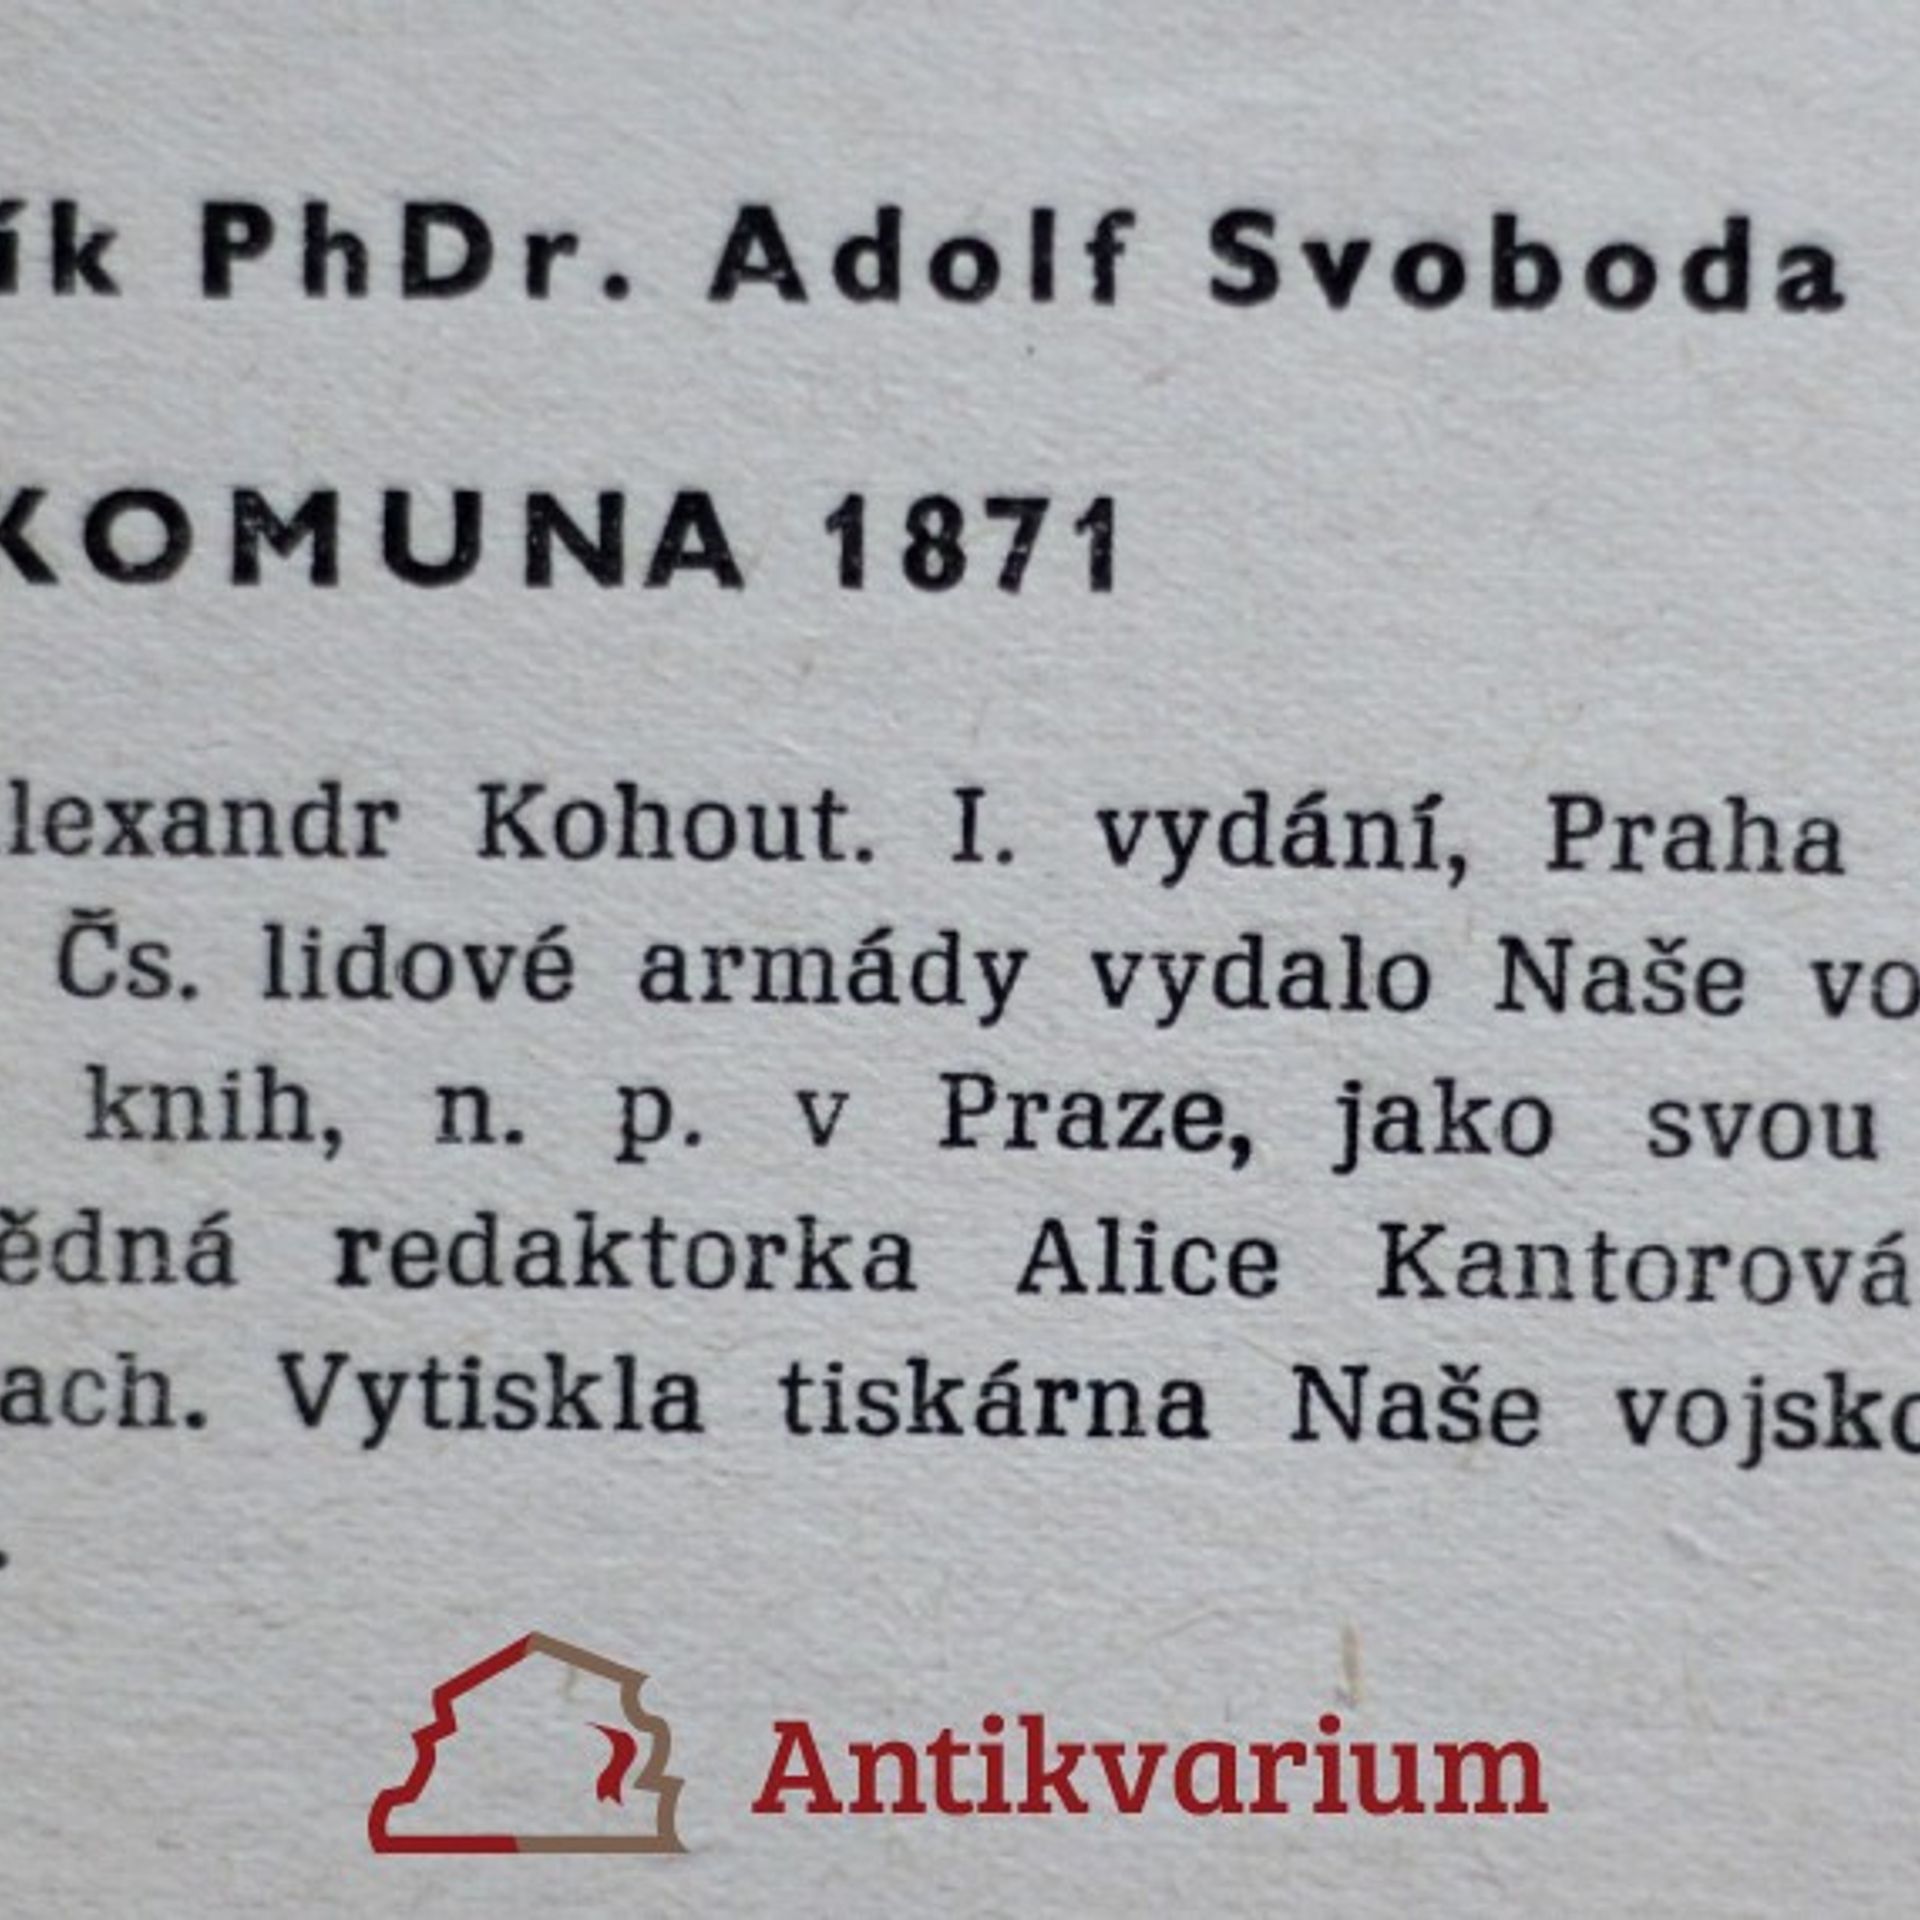 ík PhDr. Adolf Svoboda
KOMUNA 1871
lexandr Kohout. I. vydání, Praha
Čs. lidové armády vydalo Naše vo
knih, n. p. v Praze, jako svou
ědná redaktorka Alice Kantorová
ach. Vytiskla tiskárna Naše vojsko
.
Antikvarium